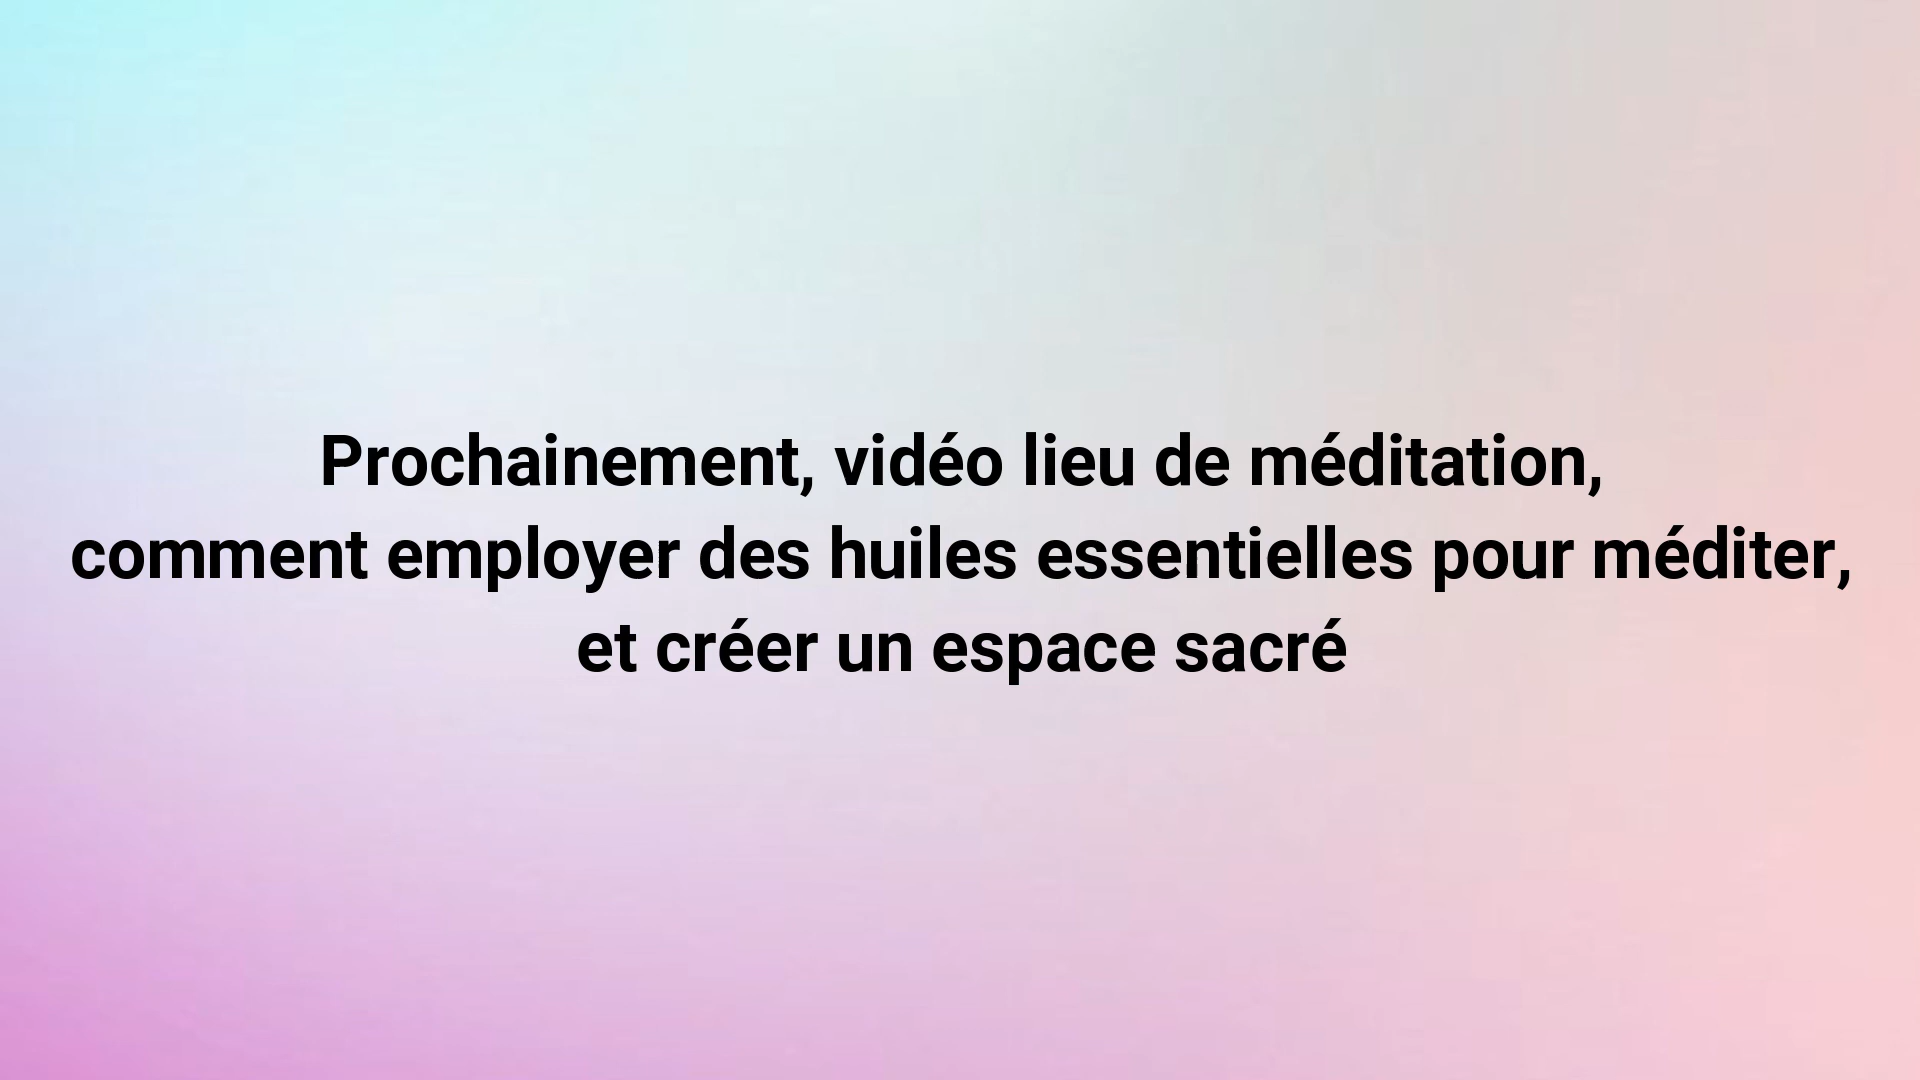 Prochainement, vidéo lieu de méditation,
comment employer des huiles essentielles pour méditer,
et créer un espace sacré